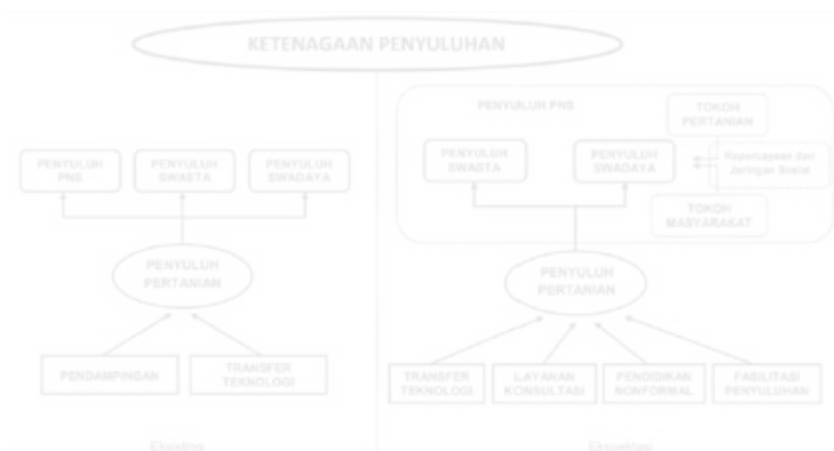 KETENAGAAN PENYULUHAN
PENYULUH
PNS
PENYULUH
SWASTA
PENYULUH
SWADAYA
PENYULUH
PERTANIAN
PENDAMPINGAN
TRANSFER
TEKNOLOGI
Eksisting
PENYULUH PNS
TOKOH
PERTANIAN
PENYULUH
SWASTA
PENYULUH
SWADAYA
Kepercayaan dan
Jaringan Sosial
TOKOH
MASYARAKAT
PENYULUH
PERTANIAN
TRANSFER
TEKNOLOGI
LAYANAN
KONSULTASI
PENDIDIKAN
NONFORMAL
FASILITASI
PENYULUHAN
Ekspektasi